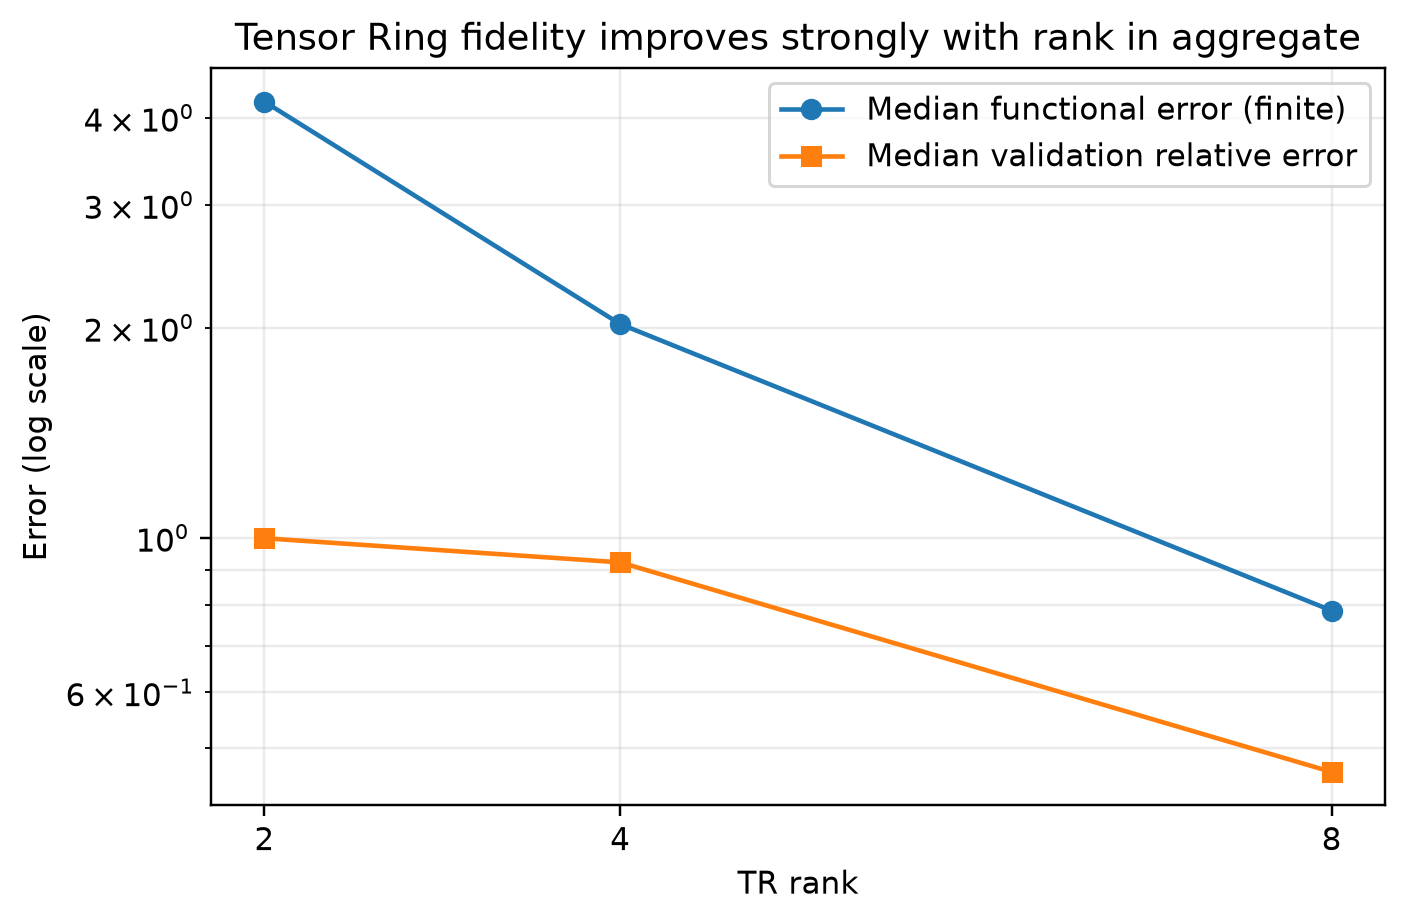 Tensor Ring fidelity improves strongly with rank in aggregate
Median functional error (finite)
Median validation relative error
Error (log scale)
4 × 10⁰
3 × 10⁰
2 × 10⁰
10⁰
6 × 10⁻¹
2 4 8
TR rank